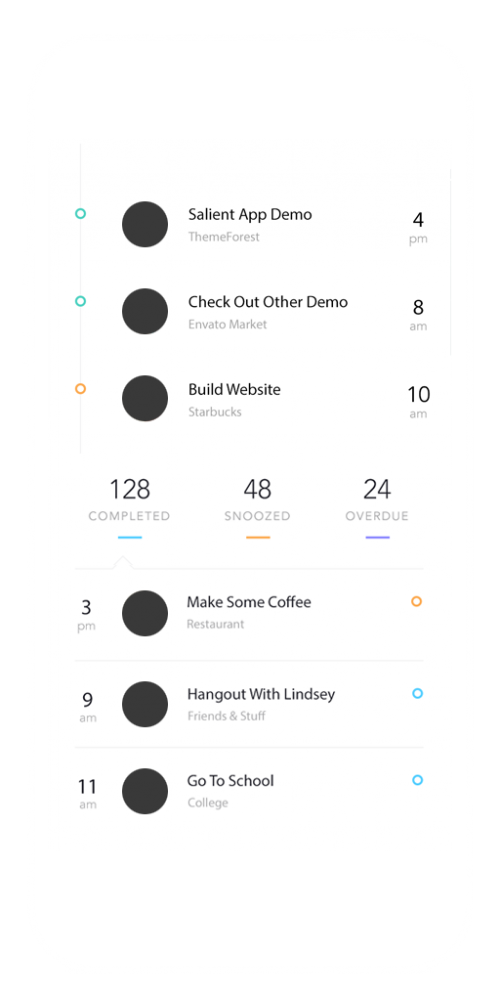 Salient App Demo
ThemeForest
4
pm
Check Out Other Demo
Envato Market
8
am
Build Website
Starbucks
10
am
128 48 24
COMPLETED SNOOZED OVERDUE
3
pm
Make Some Coffee
Restaurant
9
am
Hangout With Lindsey
Friends & Stuff
11
am
Go To School
College